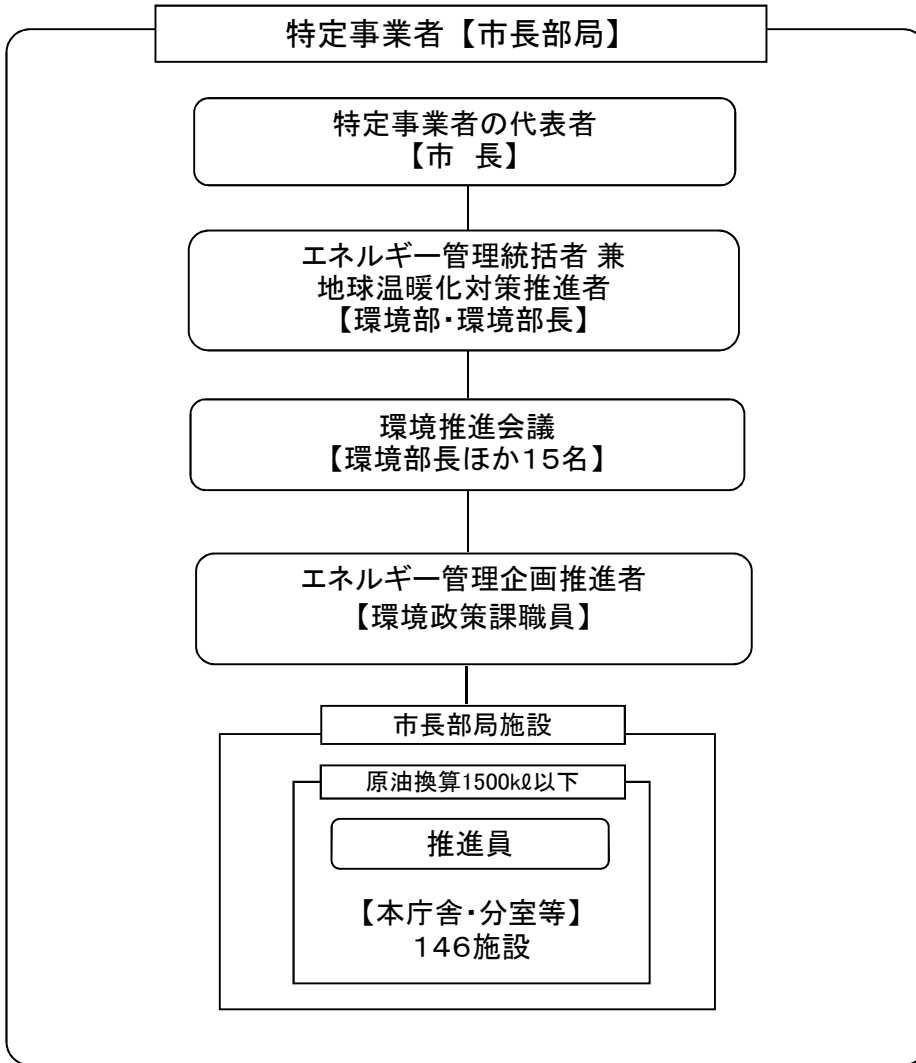 特定事業者【市長部局】
特定事業者の代表者
【市　長】
エネルギー管理統括者 兼
地球温暖化対策推進者
【環境部・環境部長】
環境推進会議
【環境部長ほか１５名】
エネルギー管理企画推進者
【環境政策課職員】
市長部局施設
原油換算1500kℓ以下
推進員
【本庁舎・分室等】
１４６施設